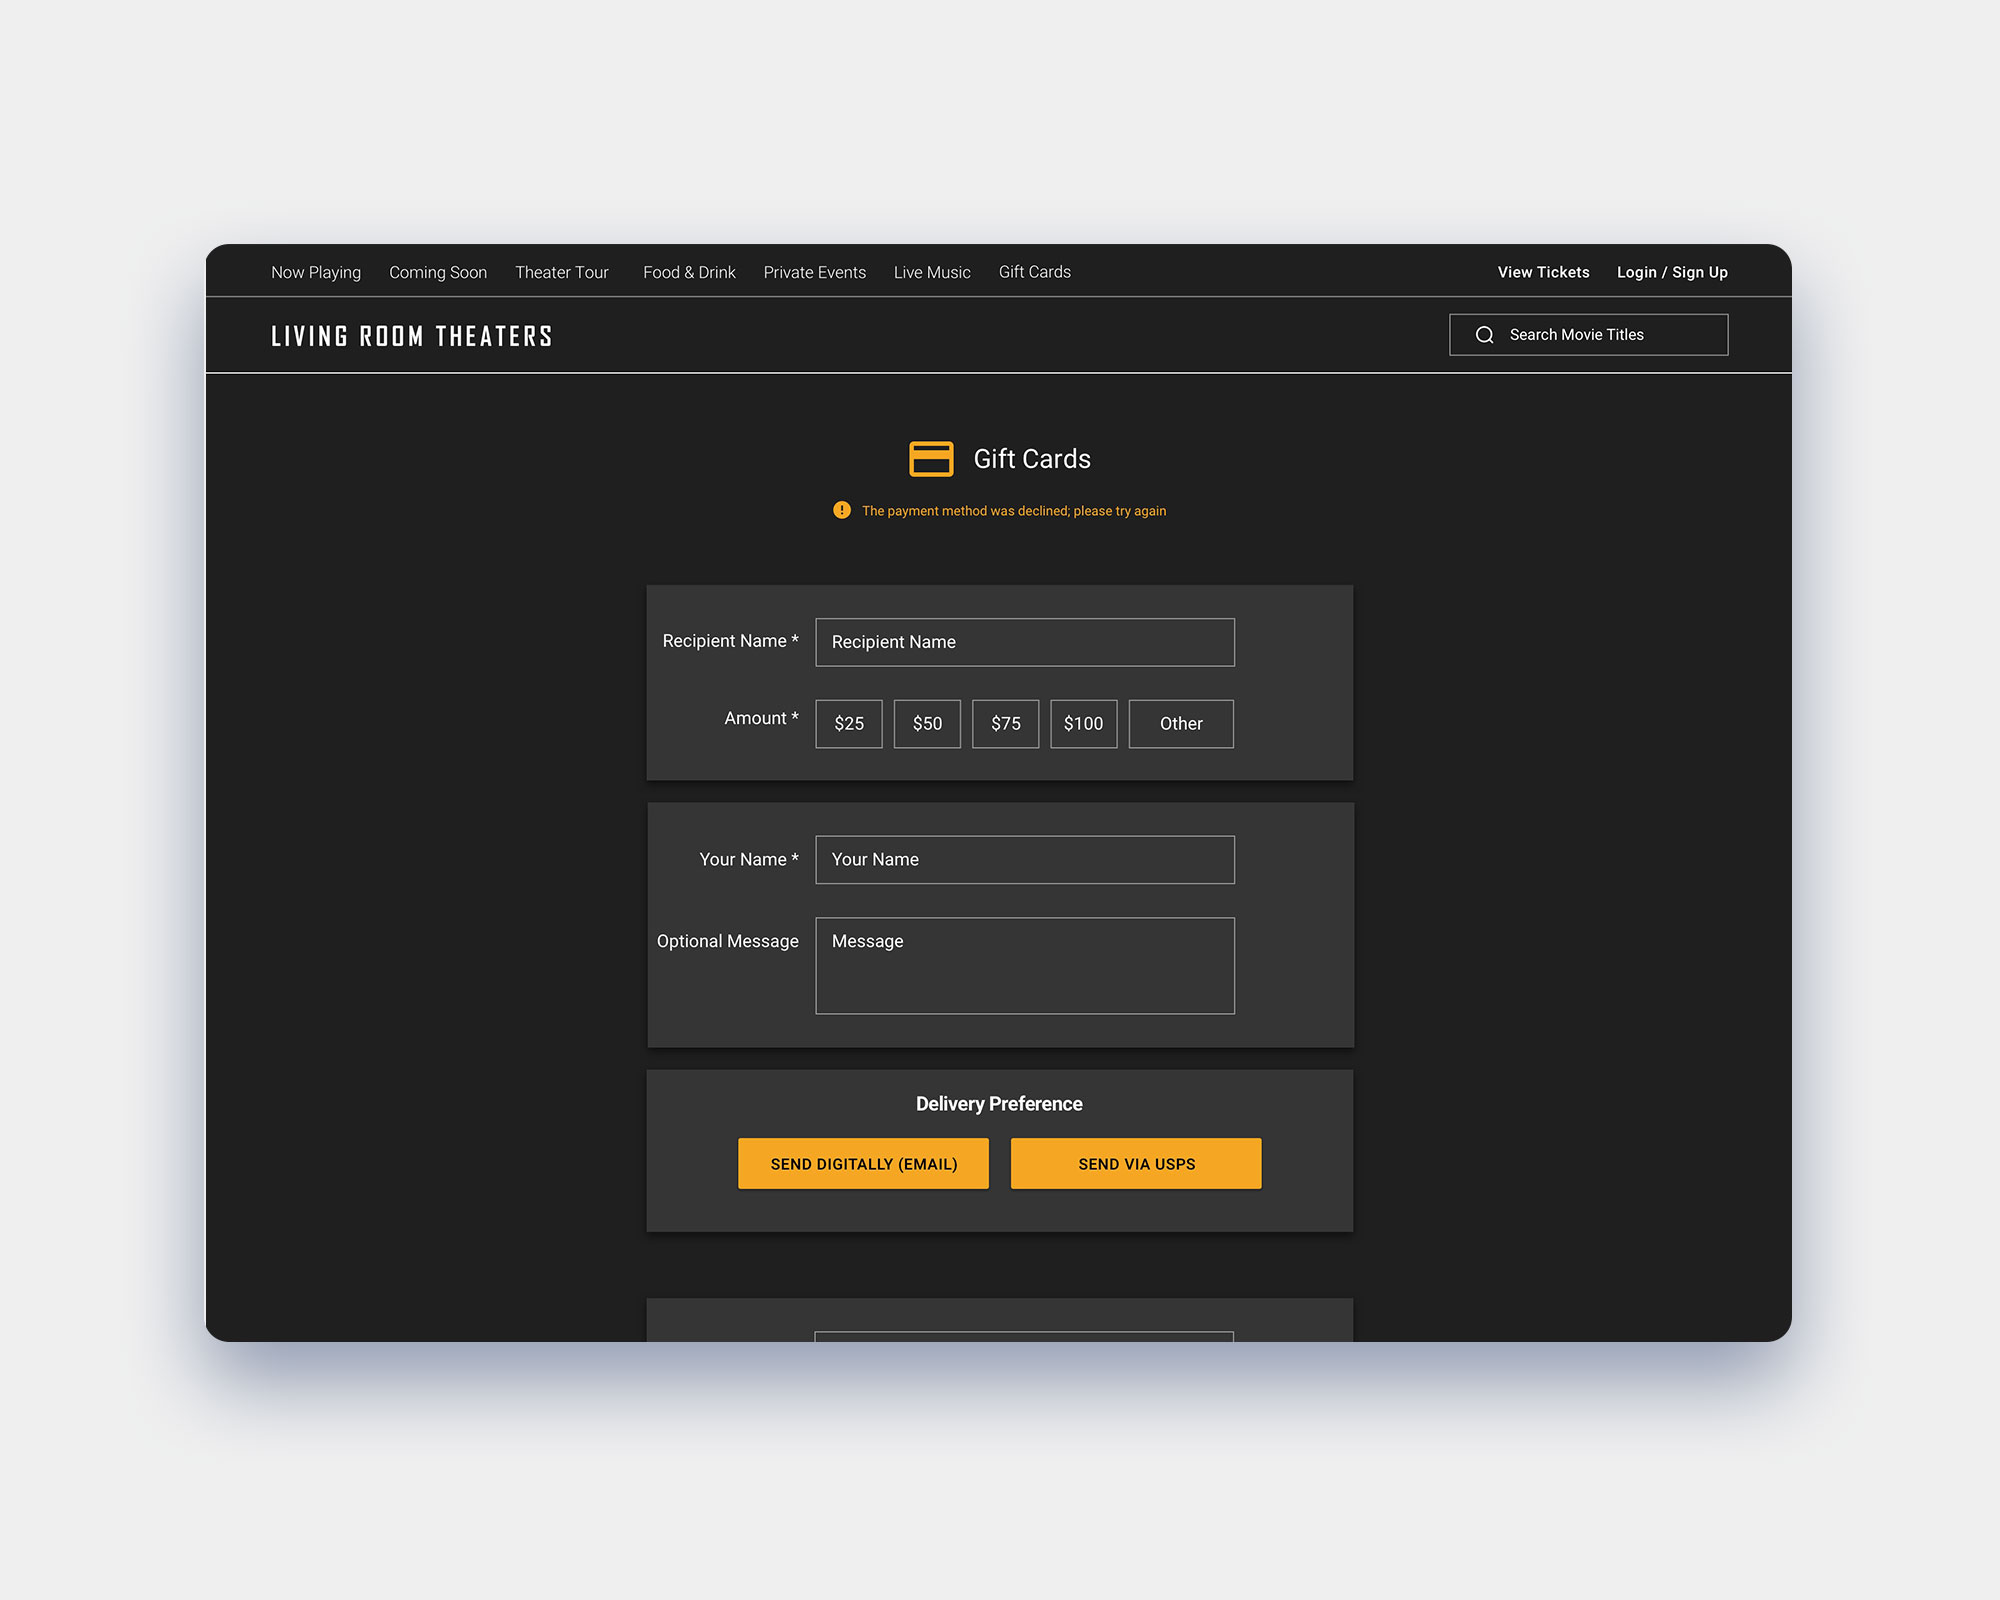 Now Playing Coming Soon Theater Tour Food & Drink Private Events Live Music Gift Cards View Tickets Login / Sign Up
LIVING ROOM THEATERS Search Movie Titles
Gift Cards
The payment method was declined; please try again
Recipient Name * Recipient Name
Amount * $25 $50 $75 $100 Other
Your Name * Your Name
Optional Message Message
Delivery Preference
SEND DIGITALLY (EMAIL) SEND VIA USPS